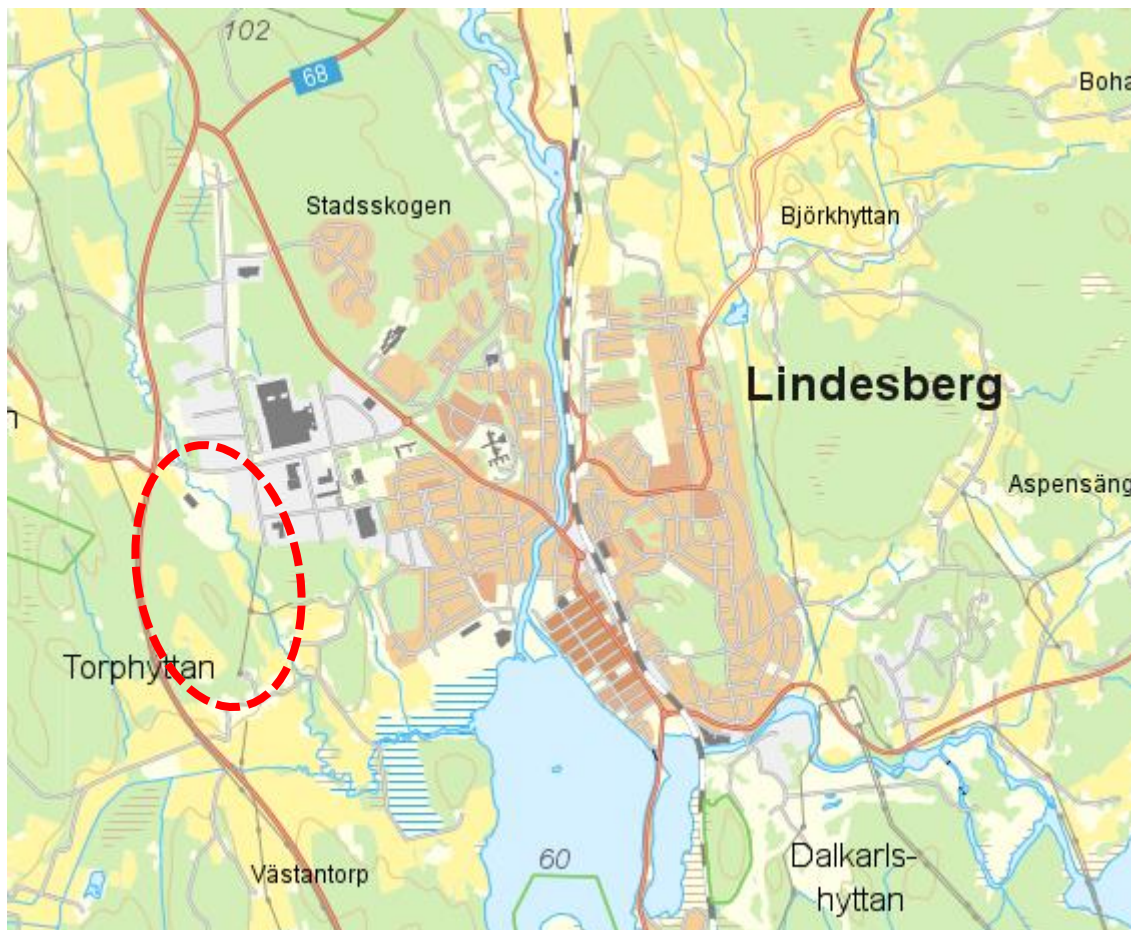 102
68
Boha
Stadsskogen
Björkhyttan
Lindesberg
n
Aspensäng
Torphyttan
60
Västantorp
Dalkarls-
hyttan